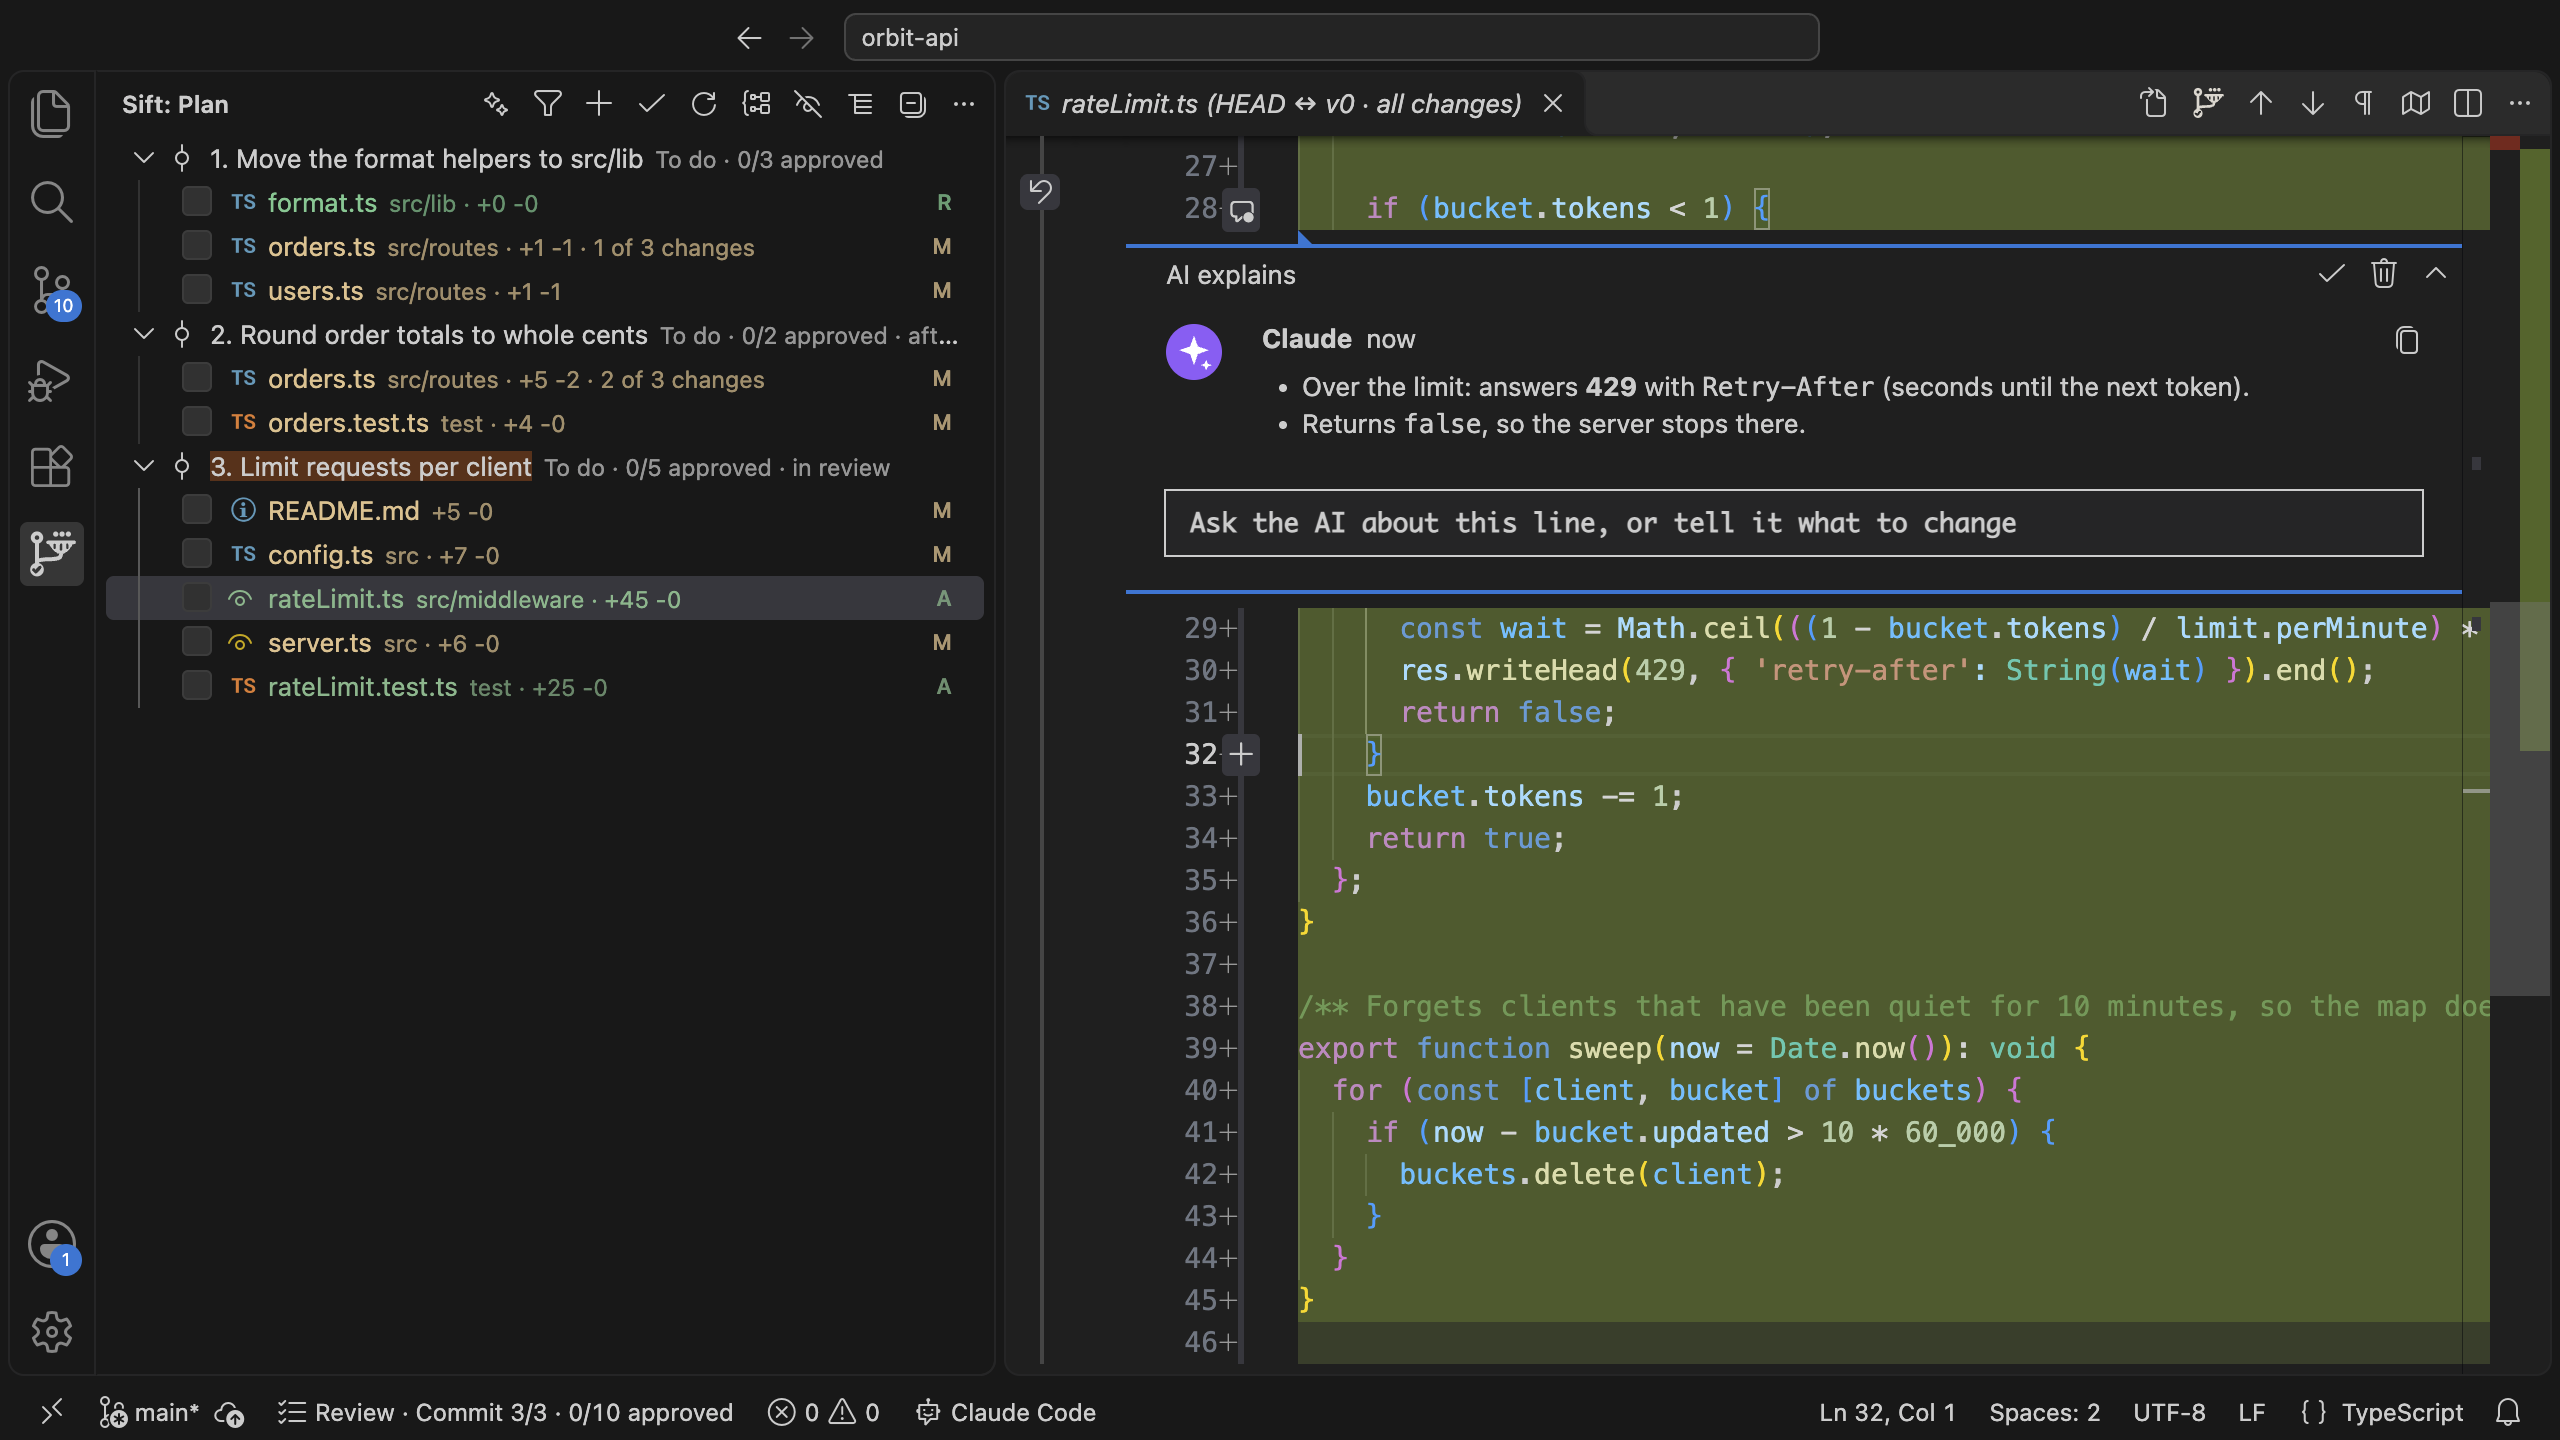 orbit-api
Sift: Plan
1. Move the format helpers to src/lib To do · 0/3 approved
TS format.ts src/lib · +0 -0 R
TS orders.ts src/routes · +1 -1 · 1 of 3 changes M
TS users.ts src/routes · +1 -1 M
2. Round order totals to whole cents To do · 0/2 approved · aft...
TS orders.ts src/routes · +5 -2 · 2 of 3 changes M
TS orders.test.ts test · +4 -0 M
3. Limit requests per client To do · 0/5 approved · in review
README.md +5 -0 M
TS config.ts src · +7 -0 M
rateLimit.ts src/middleware · +45 -0 A
server.ts src · +6 -0 M
TS rateLimit.test.ts test · +25 -0 A
10
1
TS rateLimit.ts (HEAD ↔ v0 · all changes)
27+
28 if (bucket.tokens < 1) {
AI explains
Claude now
• Over the limit: answers 429 with Retry-After (seconds until the next token).
• Returns false, so the server stops there.
Ask the AI about this line, or tell it what to change
29+ const wait = Math.ceil(((1 - bucket.tokens) / limit.perMinute) *
30+ res.writeHead(429, { 'retry-after': String(wait) }).end();
31+ return false;
32 }
33+ bucket.tokens -= 1;
34+ return true;
35+ };
36+ }
37+
38+ /** Forgets clients that have been quiet for 10 minutes, so the map doe
39+ export function sweep(now = Date.now()): void {
40+ for (const [client, bucket] of buckets) {
41+ if (now - bucket.updated > 10 * 60_000) {
42+ buckets.delete(client);
43+ }
44+ }
45+ }
46+
main* Review · Commit 3/3 · 0/10 approved 0 0 Claude Code Ln 32, Col 1 Spaces: 2 UTF-8 LF {} TypeScript